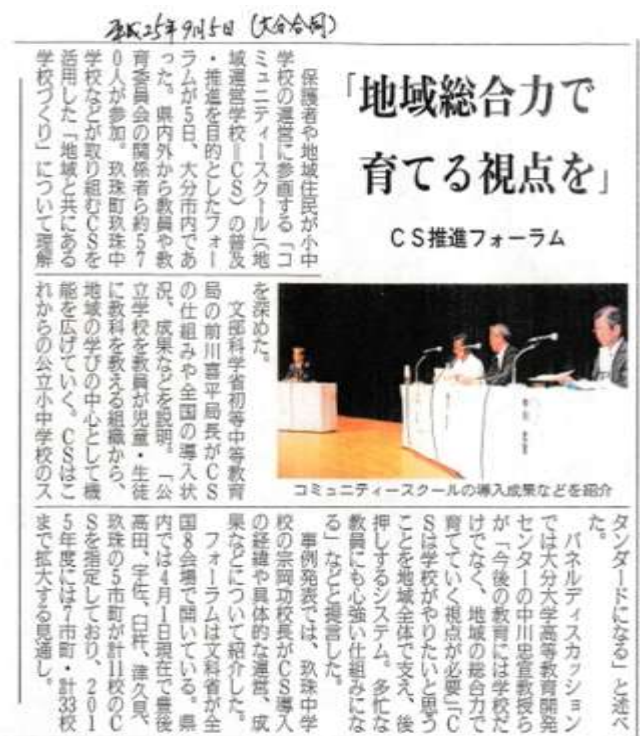 平成25年9月5日 (大分合同)
「地域総合力で
育てる視点を」
CS推進フォーラム
保護者や地域住民が小中
学校の運営に参画する「コ
ミュニティースクール」(地
域運営学校=CS)の普及
・推進を目的としたフォー
ラムが5日、大分市内であ
った。県内外から教員や教
育委員会の関係者ら約57
0人が参加。玖珠町玖珠中
学校などが取り組むCSを
活用した「地域と共にある
学校づくり」について理解
を深めた。
文部科学省初等中等教育
局の前川喜平局長がCS
の仕組みや全国の導入状
況、成果などを説明。「公
立学校を教員が児童・生徒
に教科を教える組織から、
地域の学びの中心として機
能を広げていく。CSはこ
れからの公立小中学校のス
コミュニティースクールの導入成果などを紹介
タンダードになる」と述べ
た。
パネルディスカッション
では大分大学高等教育開発
センターの中川忠宣教授ら
が「今後の教育には学校だ
けでなく、地域の総合力で
育てていく視点が必要」「C
Sは学校がやりたいと思う
ことを地域全体で支え、後
押しするシステム。多忙な
教員にも心強い仕組みにな
る」などと提言した。
事例発表では、玖珠中学
校の宗岡功校長がCS導入
の経緯や具体的な運営、成
果などについて紹介した。
フォーラムは文科省が全
国8会場で開いている。県
内では4月1日現在で豊後
高田、宇佐、臼杵、津久見、
玖珠の5市町が計11校のC
Sを指定しており、201
5年度には7市町・計33校
まで拡大する見通し。